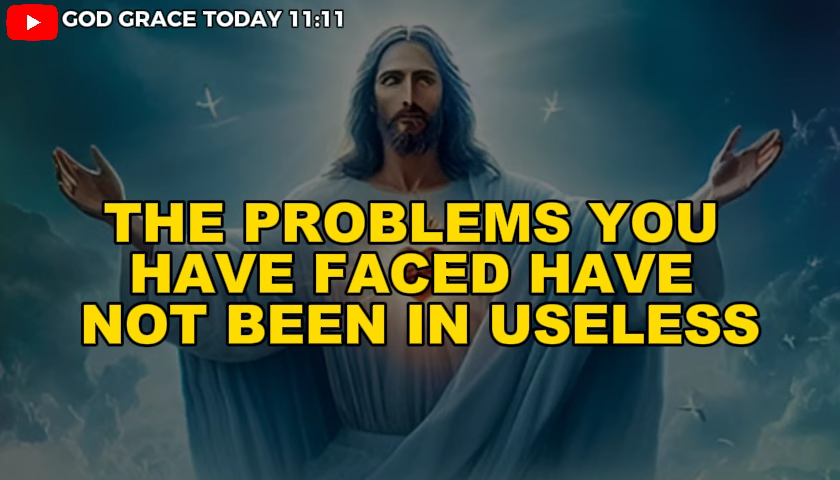 GOD GRACE TODAY 11:11
THE PROBLEMS YOU
HAVE FACED HAVE
NOT BEEN IN USELESS